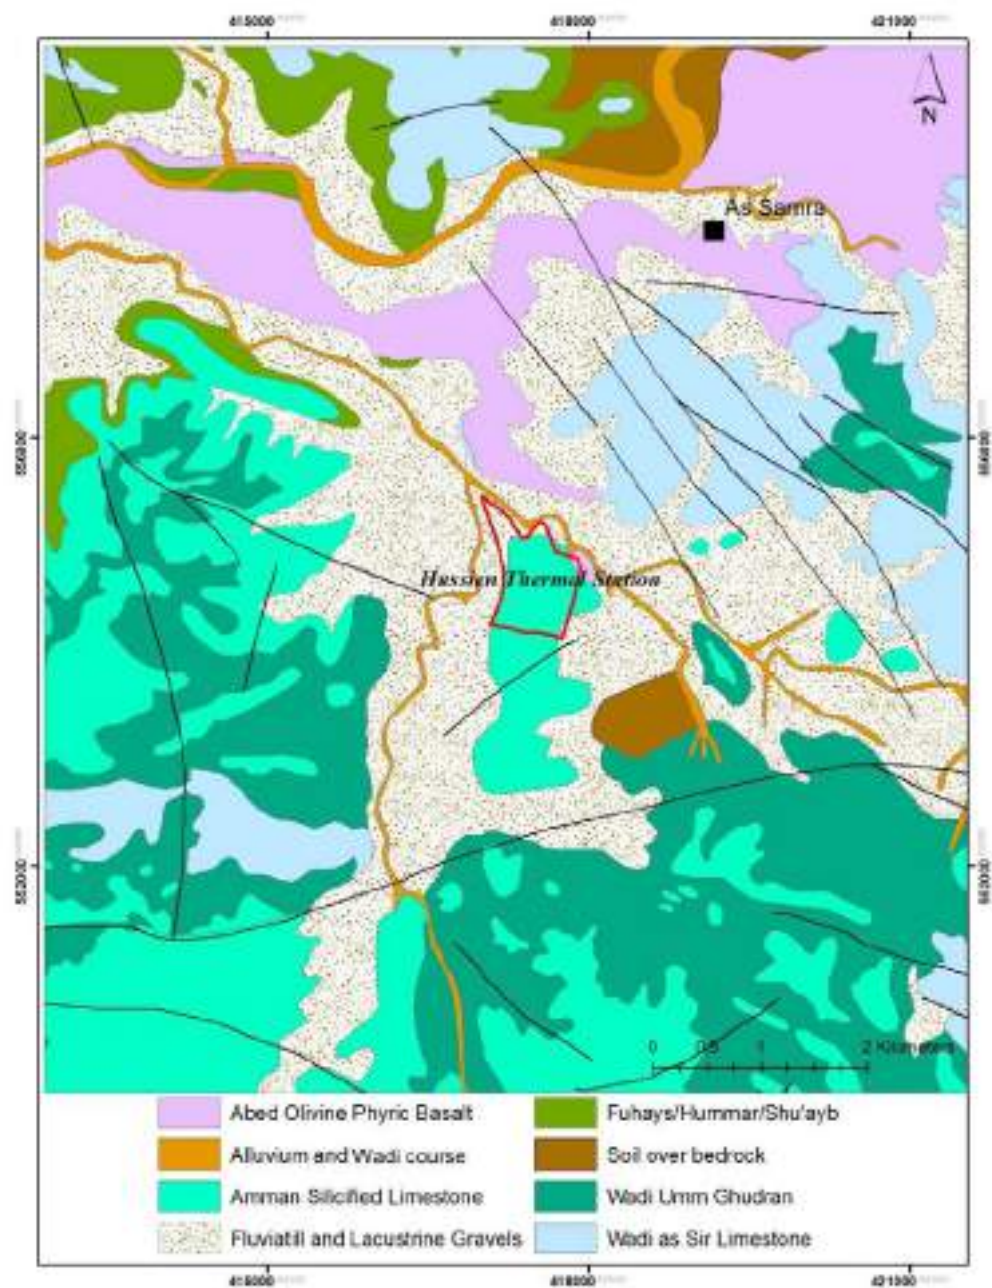 415000 418000 421000
N
As Samra
Hussien Thermal Station
0 0.5 1 2 Kilometers
Abed Olivine Phyric Basalt
Alluvium and Wadi course
Amman Silicified Limestone
Fluviatill and Lacustrine Gravels
Fuhays/Hummar/Shu'ayb
Soil over bedrock
Wadi Umm Ghudran
Wadi as Sir Limestone
415000 418000 421000